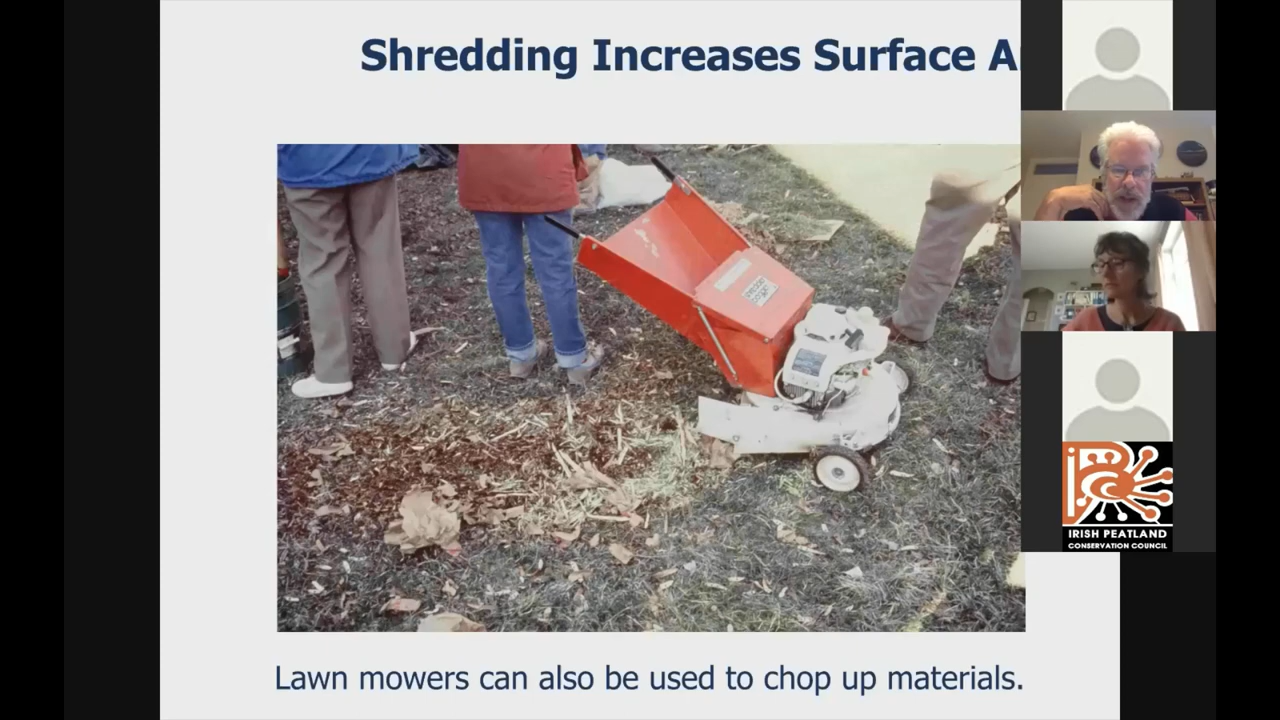 Shredding Increases Surface A
IRISH PEATLAND
CONSERVATION COUNCIL
Lawn mowers can also be used to chop up materials.